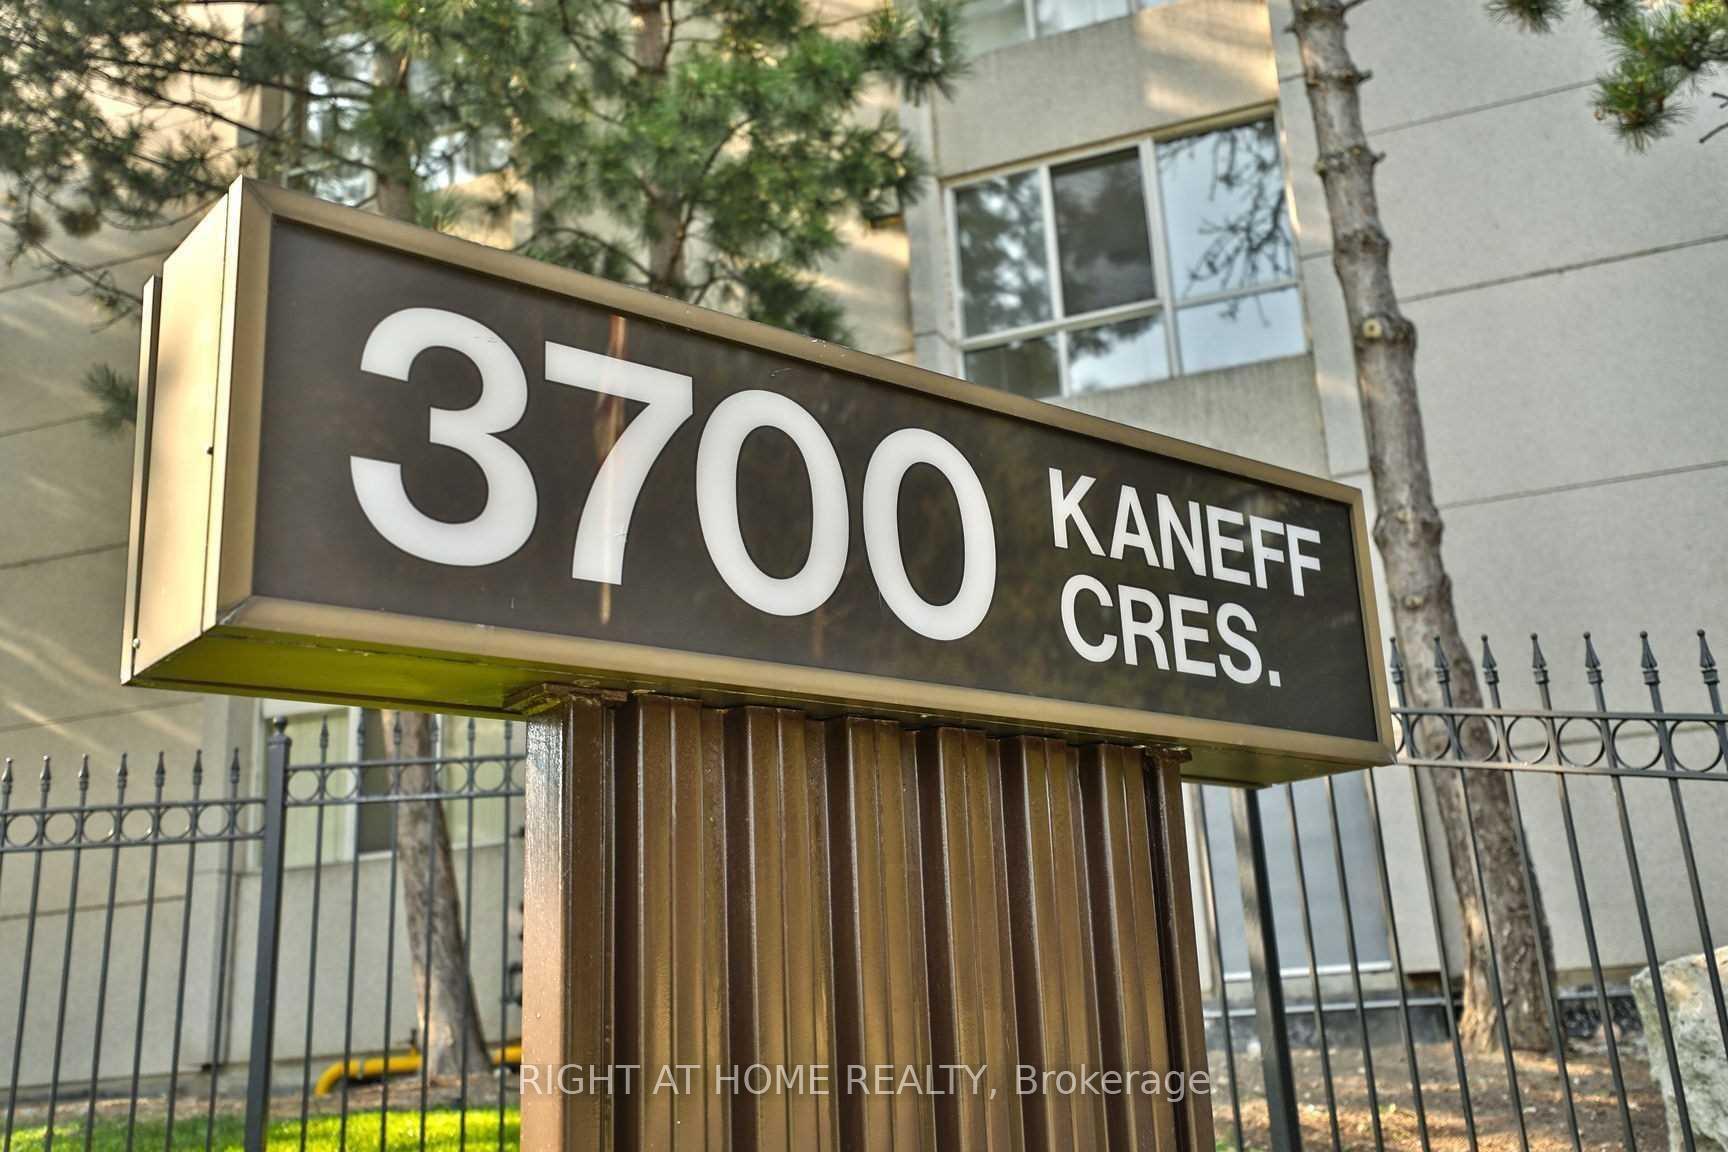 3700
KANEFF
CRES.
RIGHT AT HOME REALTY, Brokerage